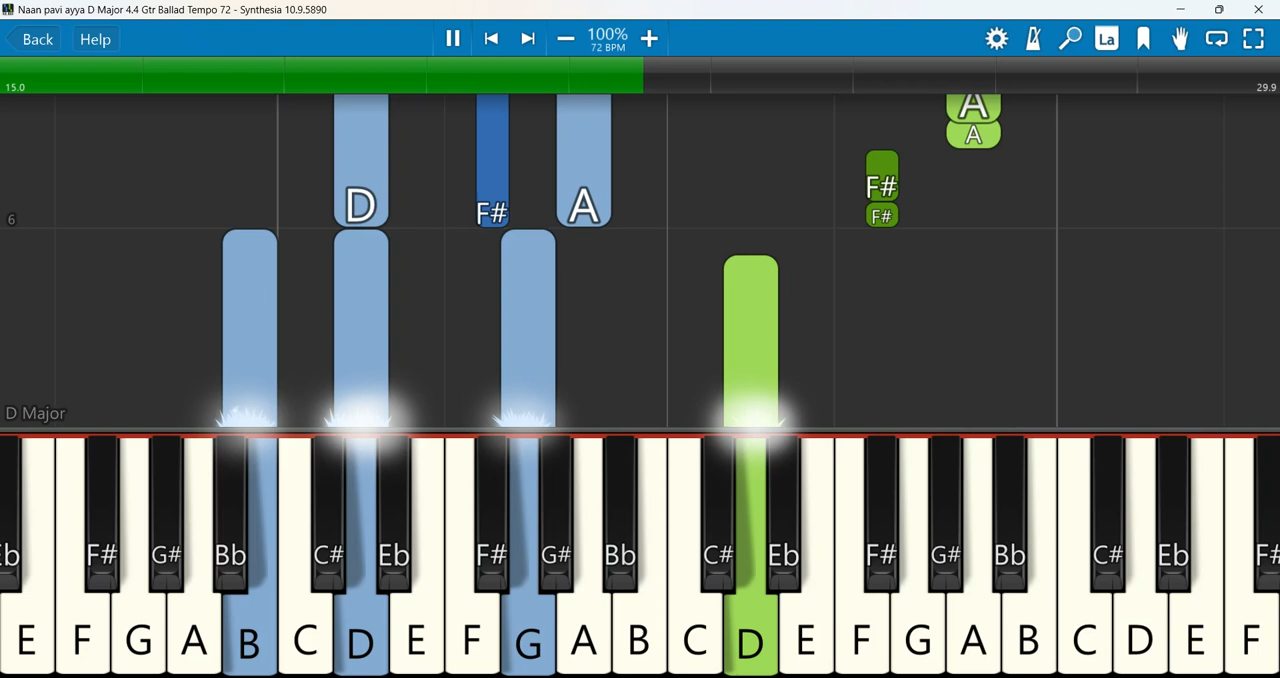 Naan pavi ayya D Major 4.4 Gtr Ballad Tempo 72 - Synthesia 10.9.5890
Back Help 100% La
72 BPM
15.0 29.9
A
A
F#
D F# A
6 F#
D Major
Eb F# G# Bb C# Eb F# G# Bb C# Eb F# G# Bb C# Eb F#
E F G A B C D E F G A B C D E F G A B C D E F